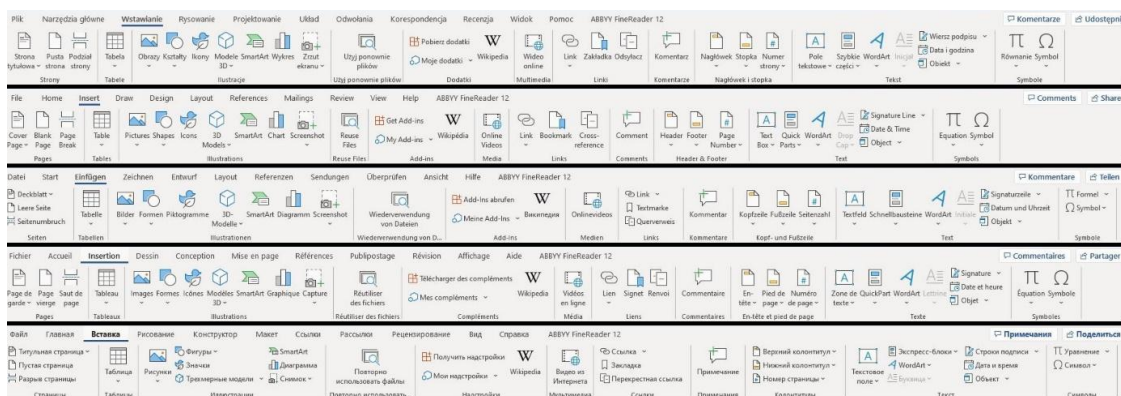 Plik Narzędzia główne Wstawianie Rysowanie Projektowanie Układ Odwołania Korespondencja Recenzja Widok Pomoc ABBYY FineReader 12 Komentarze Udostępnij
Strona tytułowa Pusta strona Podział strony Tabela Obrazy Kształty Ikony Modele 3D SmartArt Wykres Zrzut ekranu Użyj ponownie plików Pobierz dodatki Moje dodatki Wikipedia Wideo online Link Zakładka Odsyłacz Komentarz Nagłówek Stopka Numer strony Pole tekstowe Szybkie części WordArt Inicjał Wiersz podpisu Data i godzina Obiekt Równanie Symbol
Strony Tabele Ilustracje Użyj ponownie plików Dodatki Multimedia Linki Komentarze Nagłówek i stopka Tekst Symbole
File Home Insert Draw Design Layout References Mailings Review View Help ABBYY FineReader 12 Comments Share
Cover Page Blank Page Page Break Table Pictures Shapes Icons 3D Models SmartArt Chart Screenshot Reuse Files Get Add-ins My Add-ins Wikipédia Online Videos Link Bookmark Cross-reference Comment Header Footer Page Number Text Box Quick Parts WordArt Drop Cap Signature Line Date & Time Object Equation Symbol
Pages Tables Illustrations Reuse Files Add-ins Media Links Comments Header & Footer Text Symbols
Datei Start Einfügen Zeichnen Entwurf Layout Referenzen Sendungen Überprüfen Ansicht Hilfe ABBYY FineReader 12 Kommentare Teilen
Deckblatt Leere Seite Seitenumbruch Tabelle Bilder Formen Piktogramme 3D-Modelle SmartArt Diagramm Screenshot Wiederverwendung von Dateien Add-Ins abrufen Meine Add-Ins Википедия Onlinevideos Link Textmarke Querverweis Kommentar Kopfzeile Fußzeile Seitenzahl Textfeld Schnellbausteine WordArt Initiale Signaturzeile Datum und Uhrzeit Objekt Formel Symbol
Seiten Tabellen Illustrationen Wiederverwendung von D... Add-Ins Medien Links Kommentare Kopf- und Fußzeile Text Symbole
Fichier Accueil Insertion Dessin Conception Mise en page Références Publipostage Révision Affichage Aide ABBYY FineReader 12 Commentaires Partager
Page de garde Page vierge Saut de page Tableau Images Formes Icônes Modèles 3D SmartArt Graphique Capture Réutiliser des fichiers Télécharger des compléments Mes compléments Wikipedia Vidéos en ligne Lien Signet Renvoi Commentaire En-tête Pied de page Numéro de page Zone de texte QuickPart WordArt Lettrine Signature Date et heure Objet Équation Symbole
Pages Tableaux Illustrations Réutiliser des fichiers Compléments Média Liens Commentaires En-tête et pied de page Texte Symboles
Файл Главная Вставка Рисование Конструктор Макет Ссылки Рассылки Рецензирование Вид Справка ABBYY FineReader 12 Примечания Поделиться
Титульная страница Пустая страница Разрыв страницы Таблица Рисунки Фигуры Значки Трехмерные модели SmartArt Диаграмма Снимок Повторно использовать файлы Получить надстройки Мои надстройки Wikipedia Видео из Интернета Ссылка Закладка Перекрестная ссылка Примечание Верхний колонтитул Нижний колонтитул Номер страницы Текстовое поле Экспресс-блоки WordArt Буквица Строка подписи Дата и время Объект Уравнение Символ
Страницы Таблицы Иллюстрации Повторно использовать Надстройки Мультимедиа Ссылки Примечания Колонтитулы Текст Символы